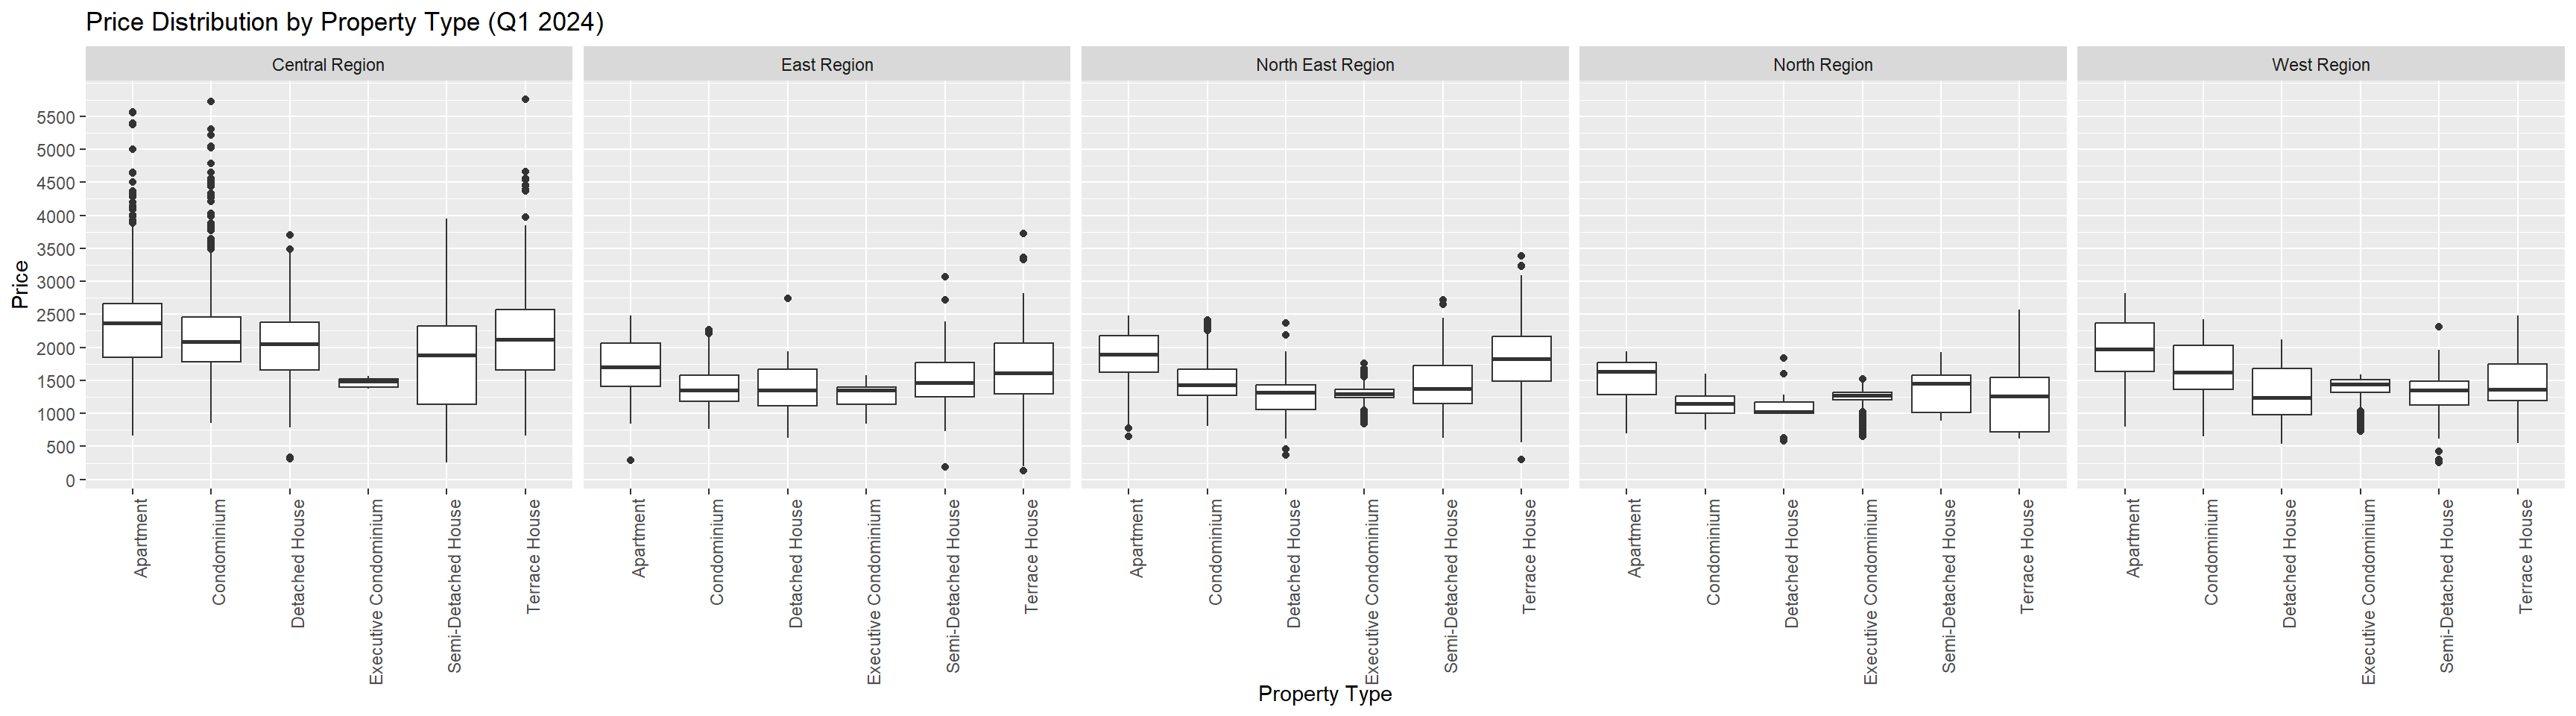 Price Distribution by Property Type (Q1 2024)
Central Region
East Region
North East Region
North Region
West Region
Price
5500
5000
4500
4000
3500
3000
2500
2000
1500
1000
500
0
Apartment
Condominium
Detached House
Executive Condominium
Semi-Detached House
Terrace House
Apartment
Condominium
Detached House
Executive Condominium
Semi-Detached House
Terrace House
Apartment
Condominium
Detached House
Executive Condominium
Semi-Detached House
Terrace House
Apartment
Condominium
Detached House
Executive Condominium
Semi-Detached House
Terrace House
Apartment
Condominium
Detached House
Executive Condominium
Semi-Detached House
Terrace House
Property Type